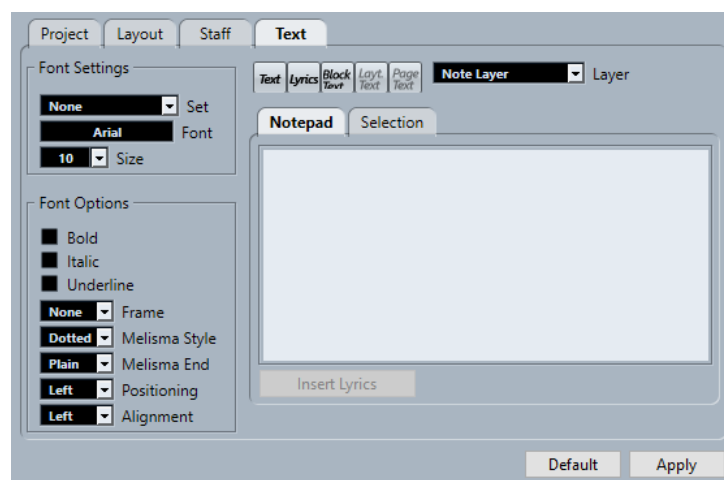 Project Layout Staff Text
Font Settings
None Set
Arial Font
10 Size
Font Options
Bold
Italic
Underline
None Frame
Dotted Melisma Style
Plain Melisma End
Left Positioning
Left Alignment
Text Lyrics Block Text Layt. Text Page Text Note Layer Layer
Notepad Selection
Insert Lyrics
Default Apply